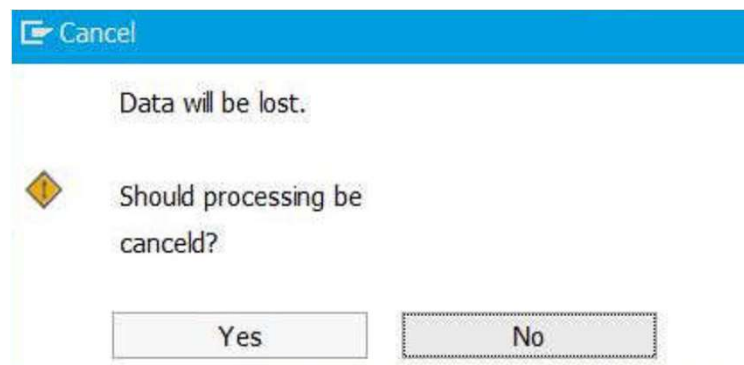 Cancel
Data will be lost.
Should processing be
canceld?
Yes
No